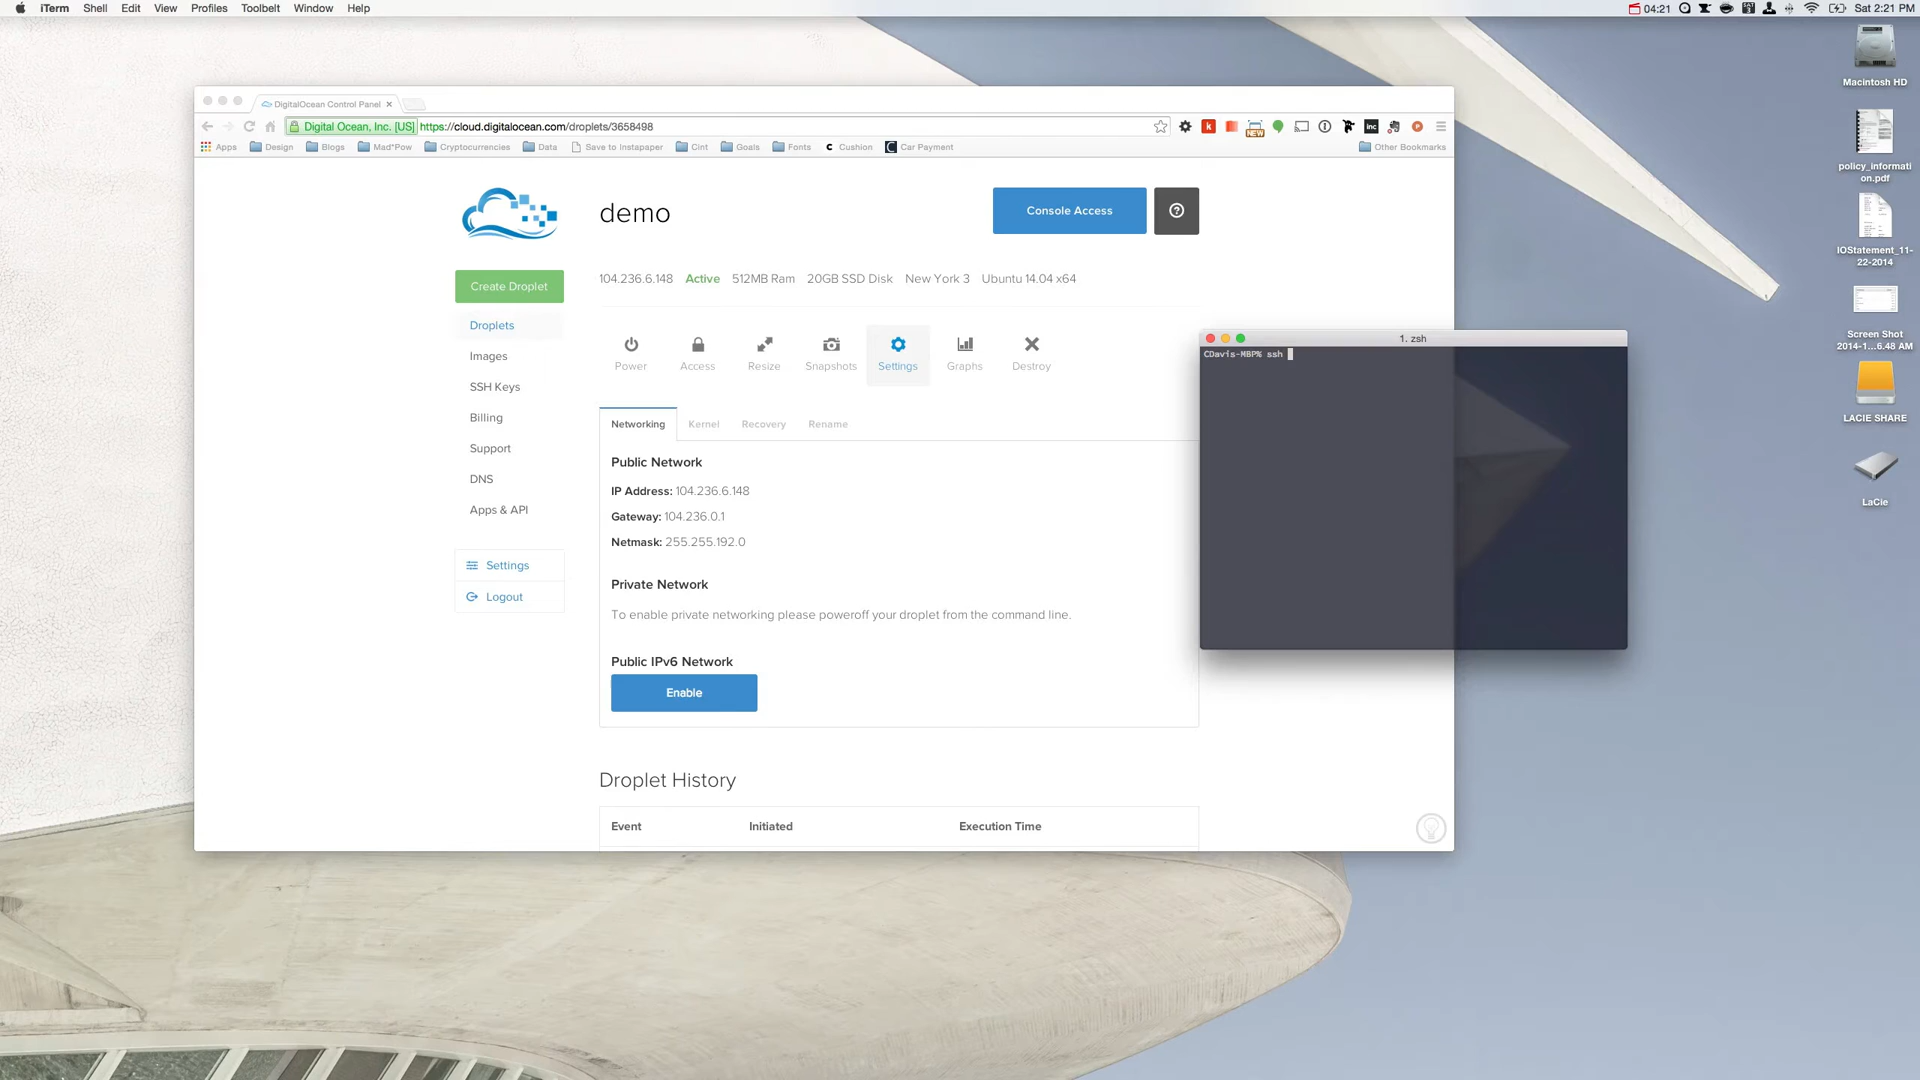 iTerm Shell Edit View Profiles Toolbelt Window Help
04:21 Sat 2:21 PM
DigitalOcean Control Panel
Digital Ocean, Inc. [US] https://cloud.digitalocean.com/droplets/3658498
Apps Design Blogs Mad*Pow Cryptocurrencies Data Save to Instapaper Cint Goals Fonts Cushion Car Payment Other Bookmarks
demo
Console Access
104.236.6.148 Active 512MB Ram 20GB SSD Disk New York 3 Ubuntu 14.04 x64
Create Droplet
Droplets
Images
SSH Keys
Billing
Support
DNS
Apps & API
Settings
Logout
Power Access Resize Snapshots Settings Graphs Destroy
Networking Kernel Recovery Rename
Public Network
IP Address: 104.236.6.148
Gateway: 104.236.0.1
Netmask: 255.255.192.0
Private Network
To enable private networking please poweroff your droplet from the command line.
Public IPv6 Network
Enable
Droplet History
Event Initiated Execution Time
1. zsh
CDavis-MBP% ssh
Macintosh HD
policy_informati
on.pdf
IOStatement_11-
22-2014
Screen Shot
2014-1...6.48 AM
LACIE SHARE
LaCie